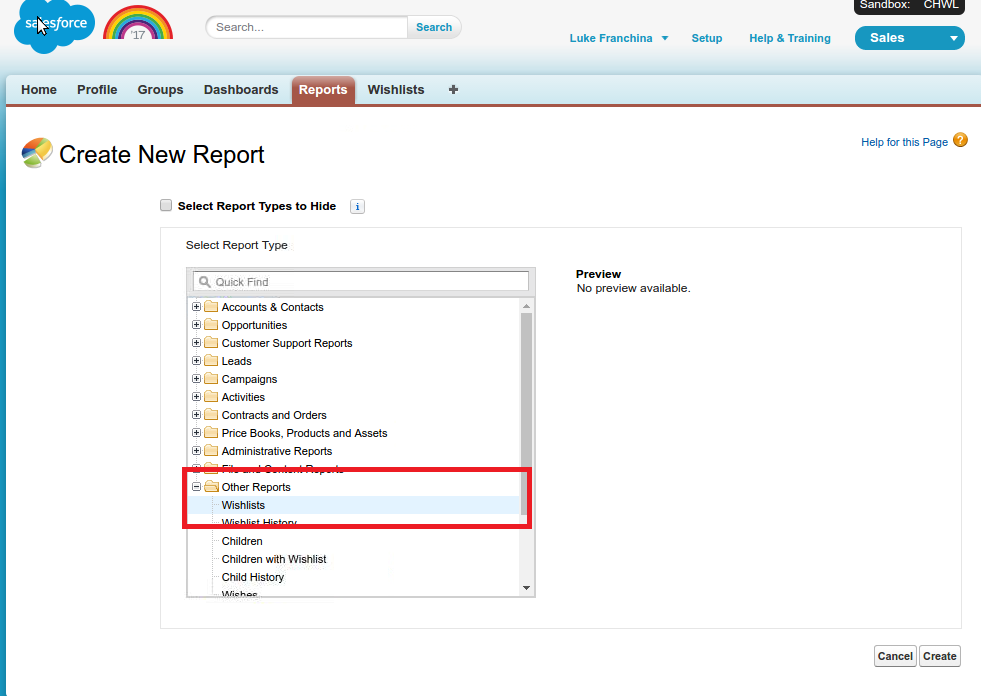 Sandbox: CHWL
salesforce
'17
Search...
Search
Luke Franchina
Setup
Help & Training
Sales
Home
Profile
Groups
Dashboards
Reports
Wishlists
+
Create New Report
Help for this Page ?
Select Report Types to Hide
i
Select Report Type
Quick Find
Preview
No preview available.
Accounts & Contacts
Opportunities
Customer Support Reports
Leads
Campaigns
Activities
Contracts and Orders
Price Books, Products and Assets
Administrative Reports
File and Content Reports
Other Reports
Wishlists
Wishlist History
Children
Children with Wishlist
Child History
Wishes
Cancel
Create